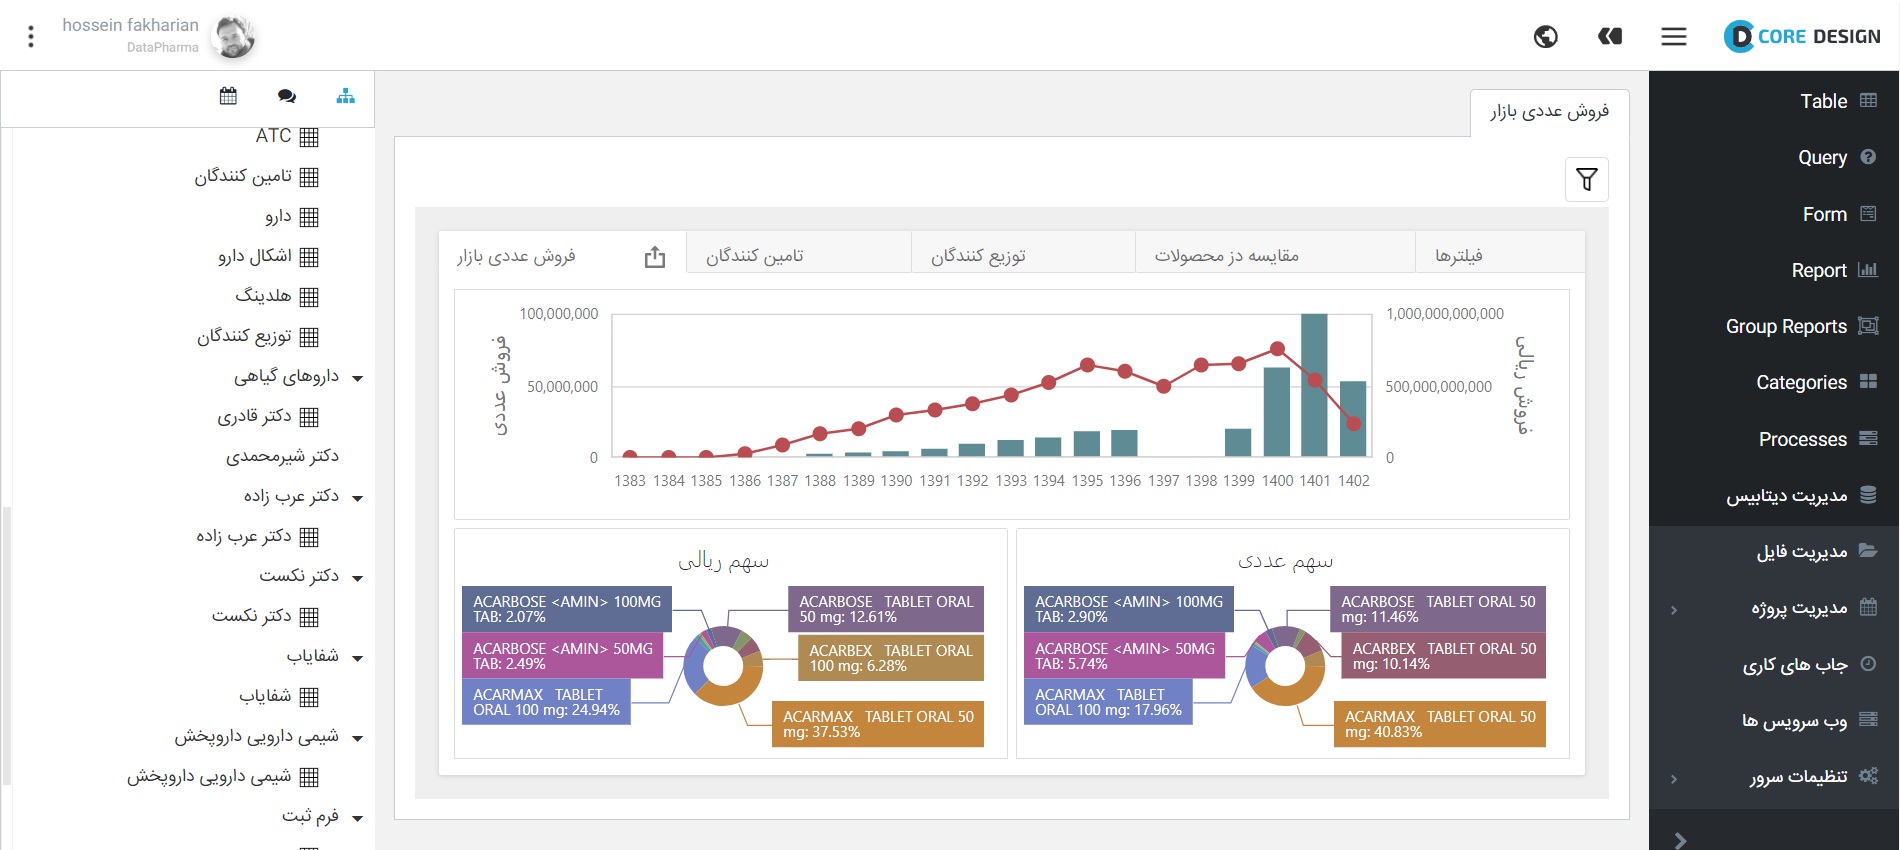 hossein fakharian
DataPharma
CORE DESIGN
Table
Query
Form
Report
Group Reports
Categories
Processes
مدیریت دیتابیس
مدیریت فایل
مدیریت پروژه
جاب های کاری
وب سرویس ها
تنظیمات سرور
فروش عددی بازار
فروش عددی بازار
تامین کنندگان
توزیع کنندگان
مقایسه دز محصولات
فیلترها
100,000,000
50,000,000
0
فروش عددی
1,000,000,000,000
500,000,000,000
0
فروش ریالی
1383 1384 1385 1386 1387 1388 1389 1390 1391 1392 1393 1394 1395 1396 1397 1398 1399 1400 1401 1402
سهم ریالی
ACARBOSE <AMIN> 100MG
TAB: 2.07%
ACARBOSE <AMIN> 50MG
TAB: 2.49%
ACARMAX TABLET
ORAL 100 mg: 24.94%
ACARBOSE TABLET ORAL
50 mg: 12.61%
ACARBEX TABLET ORAL
100 mg: 6.28%
ACARMAX TABLET ORAL 50
mg: 37.53%
سهم عددی
ACARBOSE <AMIN> 100MG
TAB: 2.90%
ACARBOSE <AMIN> 50MG
TAB: 5.74%
ACARMAX TABLET
ORAL 100 mg: 17.96%
ACARBOSE TABLET ORAL 50
mg: 11.46%
ACARBEX TABLET ORAL 50
mg: 10.14%
ACARMAX TABLET ORAL 50
mg: 40.83%
ATC
تامین کنندگان
دارو
اشکال دارو
هلدینگ
توزیع کنندگان
داروهای گیاهی
دکتر قادری
دکتر شیرمحمدی
دکتر عرب زاده
دکتر عرب زاده
دکتر نکست
دکتر نکست
شفایاب
شفایاب
شیمی دارویی داروپخش
شیمی دارویی داروپخش
فرم ثبت